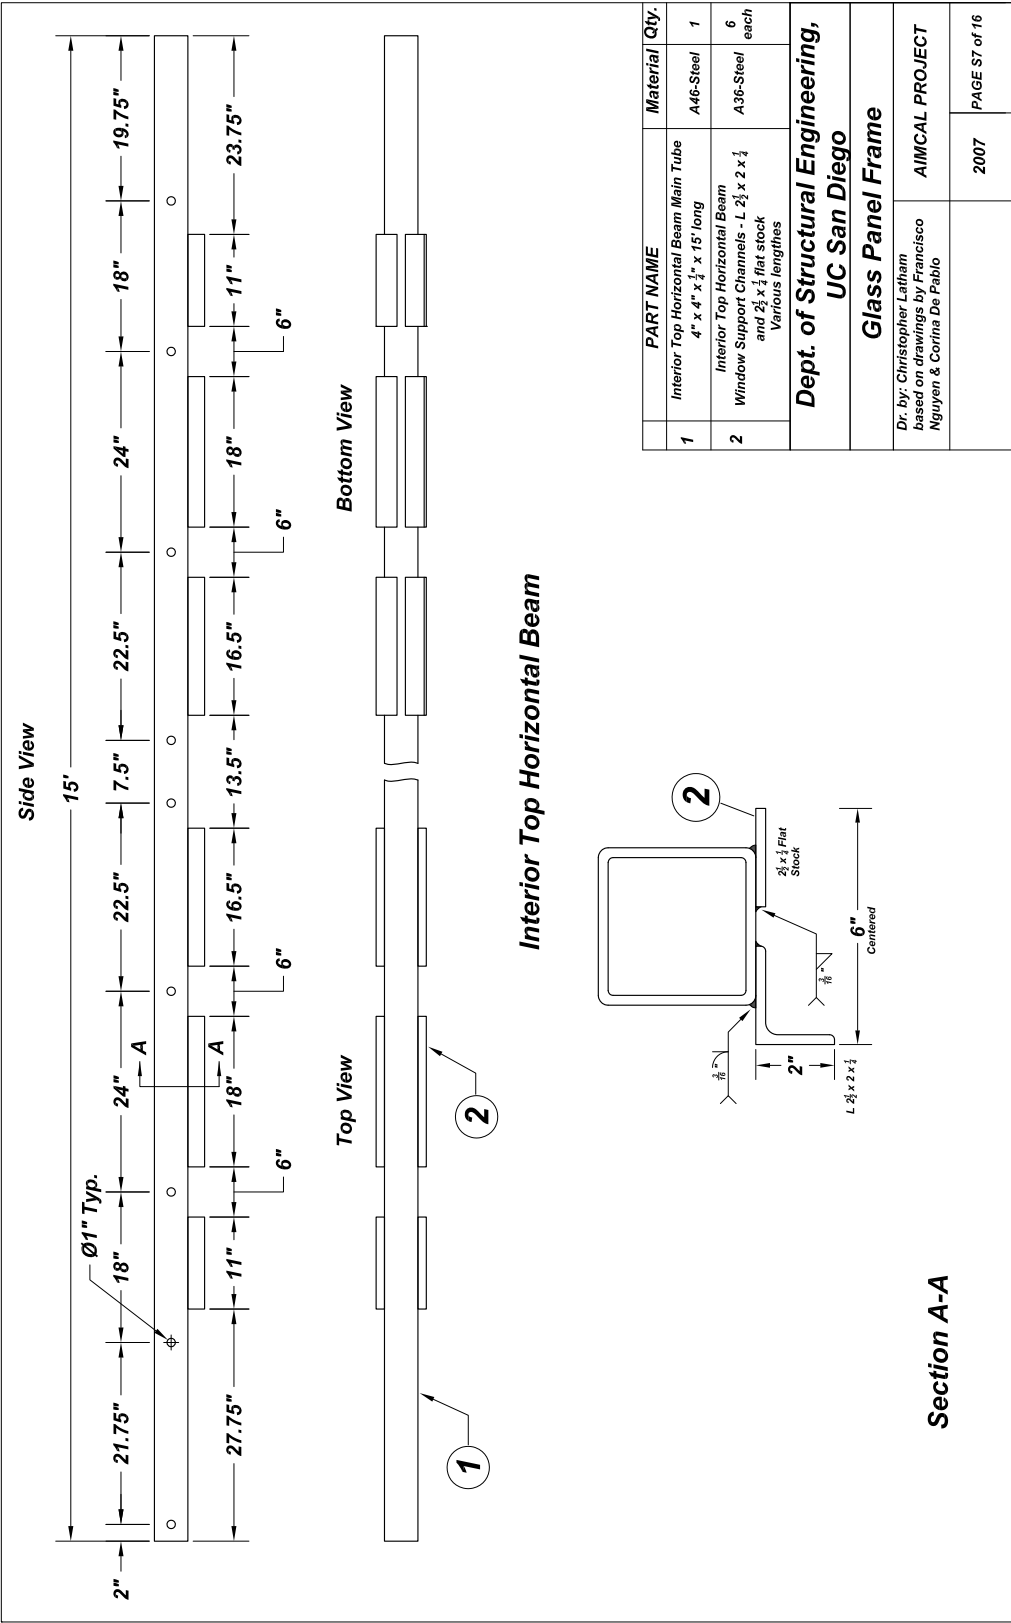 Side View
15'
2"
21.75"
18"
24"
22.5"
7.5"
22.5"
24"
18"
19.75"
Ø1" Typ.
A
A
27.75"
11"
18"
16.5"
13.5"
16.5"
18"
11"
23.75"
6"
6"
6"
6"
Top View
Bottom View
1
2
Interior Top Horizontal Beam
2
2½ x ¼ Flat
Stock
3/16"
3/16"
2"
6"
Centered
L 2½ x 2 x ¼
Section A-A
PART NAME Material Qty.
1 Interior Top Horizontal Beam Main Tube A46-Steel 1
4" x 4" x ¼" x 15' long
2 Interior Top Horizontal Beam A36-Steel 6
Window Support Channels - L 2½ x 2 x ¼ each
and 2½ x ¼ flat stock
Various lengthes
Dept. of Structural Engineering,
UC San Diego
Glass Panel Frame
Dr. by: Christopher Latham
based on drawings by Francisco
Nguyen & Corina De Pablo
AIMCAL PROJECT
2007 PAGE S7 of 16